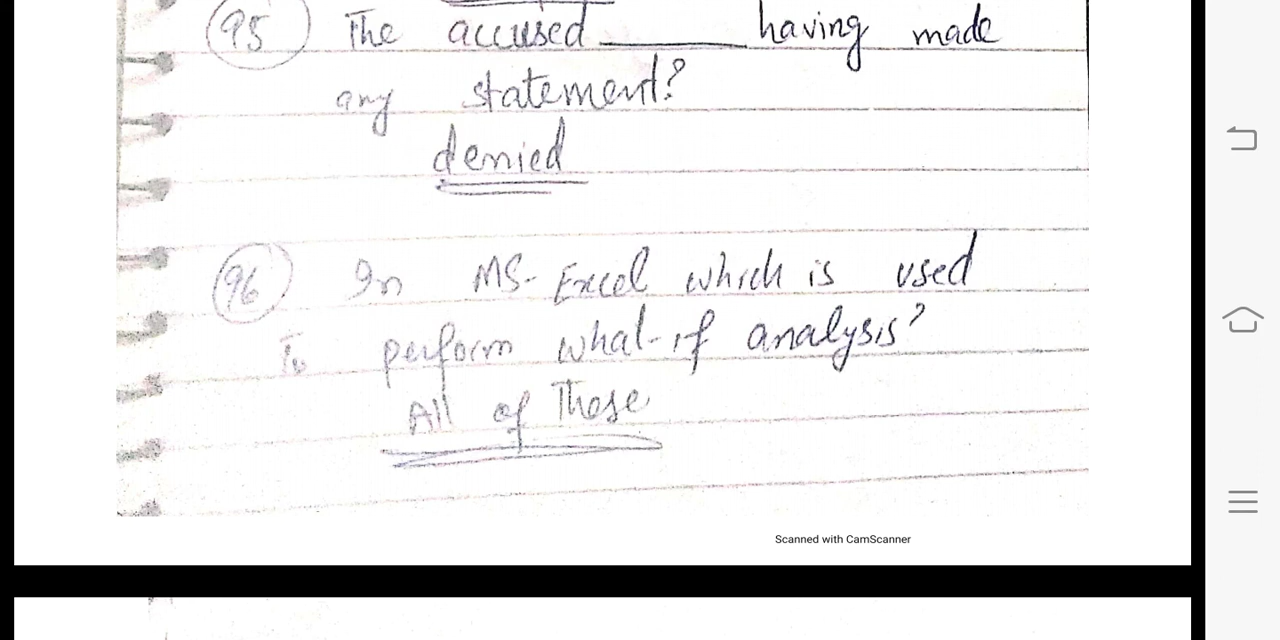 95 The accused ______ having made
any statement?
denied
96 In MS-Excel which is used
To perform what-if analysis?
All of These
Scanned with CamScanner